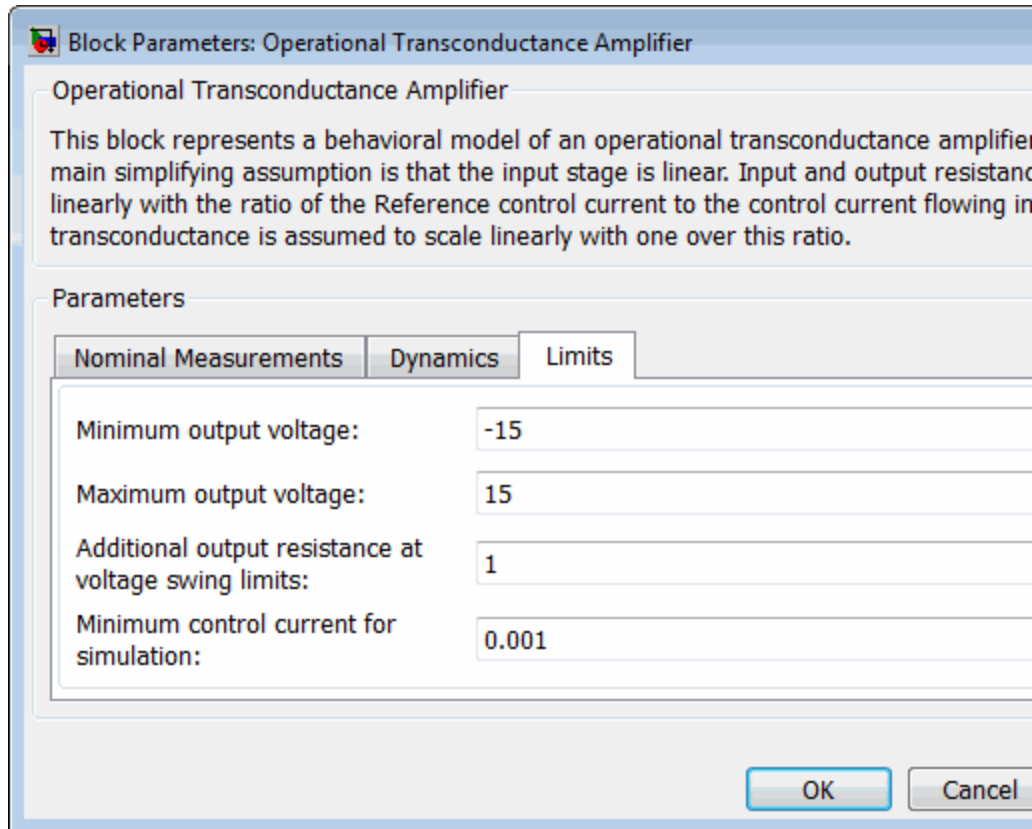 Block Parameters: Operational Transconductance Amplifier
Operational Transconductance Amplifier
This block represents a behavioral model of an operational transconductance amplifier
main simplifying assumption is that the input stage is linear. Input and output resistanc
linearly with the ratio of the Reference control current to the control current flowing in
transconductance is assumed to scale linearly with one over this ratio.
Parameters
Nominal Measurements Dynamics Limits
Minimum output voltage: -15
Maximum output voltage: 15
Additional output resistance at
voltage swing limits: 1
Minimum control current for
simulation: 0.001
OK Cancel